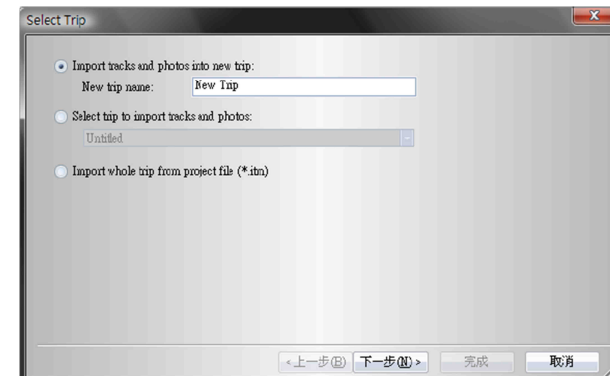 Select Trip
Import tracks and photos into new trip:
New trip name: New Trip
Select trip to import tracks and photos:
Untitled
Import whole trip from project file (*.itm)
<上一步(B) 下一步(N)> 完成 取消